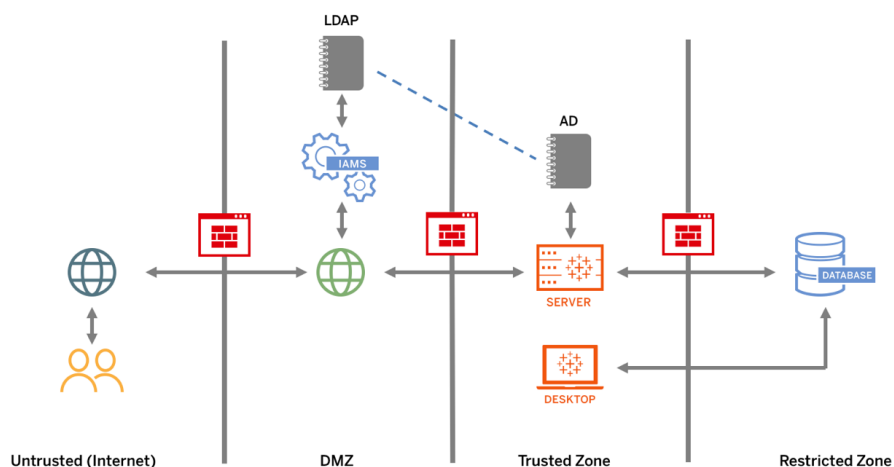 LDAP
AD
IAMS
DATABASE
SERVER
DESKTOP
Untrusted (Internet)
DMZ
Trusted Zone
Restricted Zone